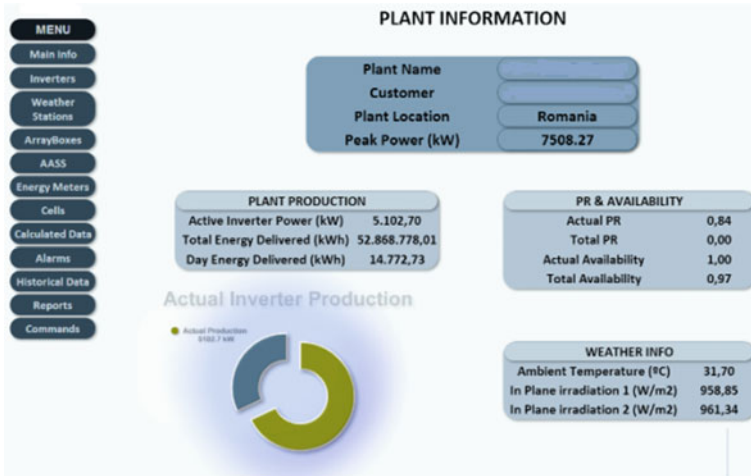 PLANT INFORMATION
MENU
Main Info
Inverters
Weather
Stations
ArrayBoxes
AASS
Energy Meters
Cells
Calculated Data
Alarms
Historical Data
Reports
Commands
Plant Name
Customer
Plant Location Romania
Peak Power (kW) 7508.27
PLANT PRODUCTION
Active Inverter Power (kW) 5.102,70
Total Energy Delivered (kWh) 52.868.778,01
Day Energy Delivered (kWh) 14.772,73
PR & AVAILABILITY
Actual PR 0,84
Total PR 0,00
Actual Availability 1,00
Total Availability 0,97
Actual Inverter Production
Actual Production
5102.7 kW
WEATHER INFO
Ambient Temperature (ºC) 31,70
In Plane irradiation 1 (W/m2) 958,85
In Plane irradiation 2 (W/m2) 961,34